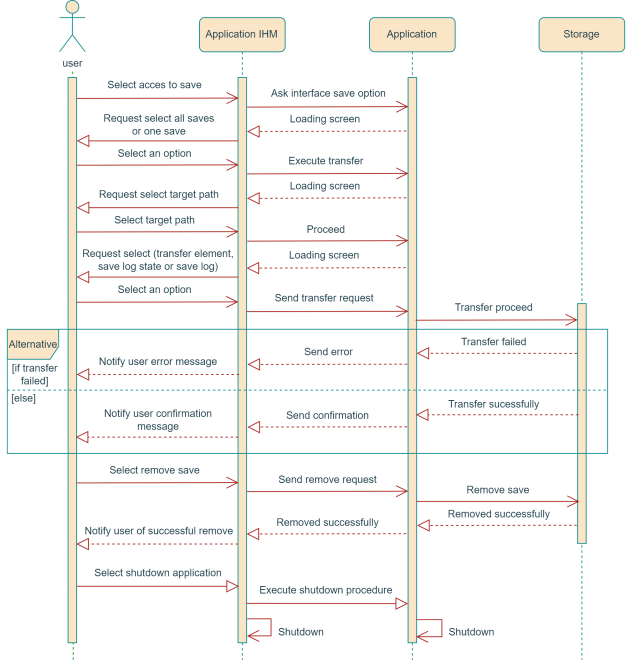 user
Application IHM
Application
Storage
Select acces to save
Ask interface save option
Loading screen
Request select all saves
or one save
Select an option
Execute transfer
Loading screen
Request select target path
Select target path
Proceed
Loading screen
Request select (transfer element,
save log state or save log)
Select an option
Send transfer request
Transfer proceed
Alternative
[if transfer
failed]
Transfer failed
Send error
Notify user error message
[else]
Transfer sucessfully
Send confirmation
Notify user confirmation
message
Select remove save
Send remove request
Remove save
Removed successfully
Removed successfully
Notify user of successful remove
Select shutdown application
Execute shutdown procedure
Shutdown
Shutdown